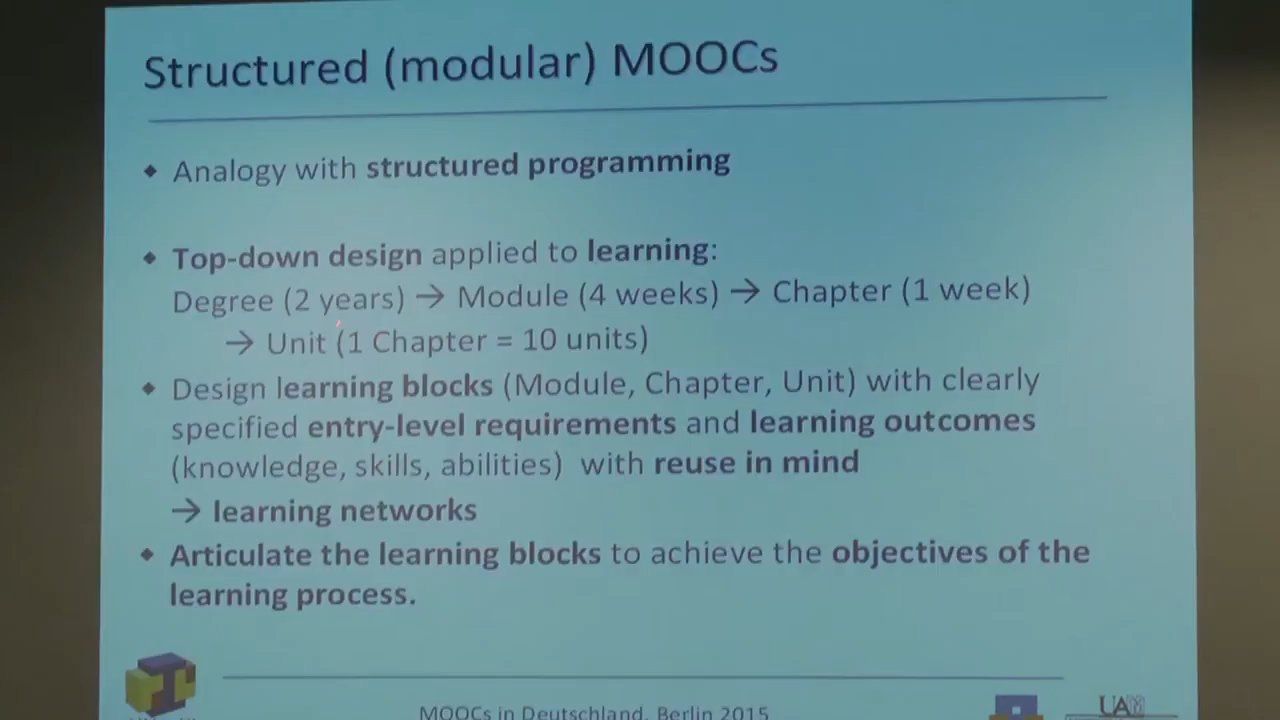 Structured (modular) MOOCs
◆ Analogy with structured programming
◆ Top-down design applied to learning:
Degree (2 years) → Module (4 weeks) → Chapter (1 week)
→ Unit (1 Chapter = 10 units)
◆ Design learning blocks (Module, Chapter, Unit) with clearly
specified entry-level requirements and learning outcomes
(knowledge, skills, abilities) with reuse in mind
→ learning networks
◆ Articulate the learning blocks to achieve the objectives of the
learning process.
MOOCs in Deutschland, Berlin 2015
UAM